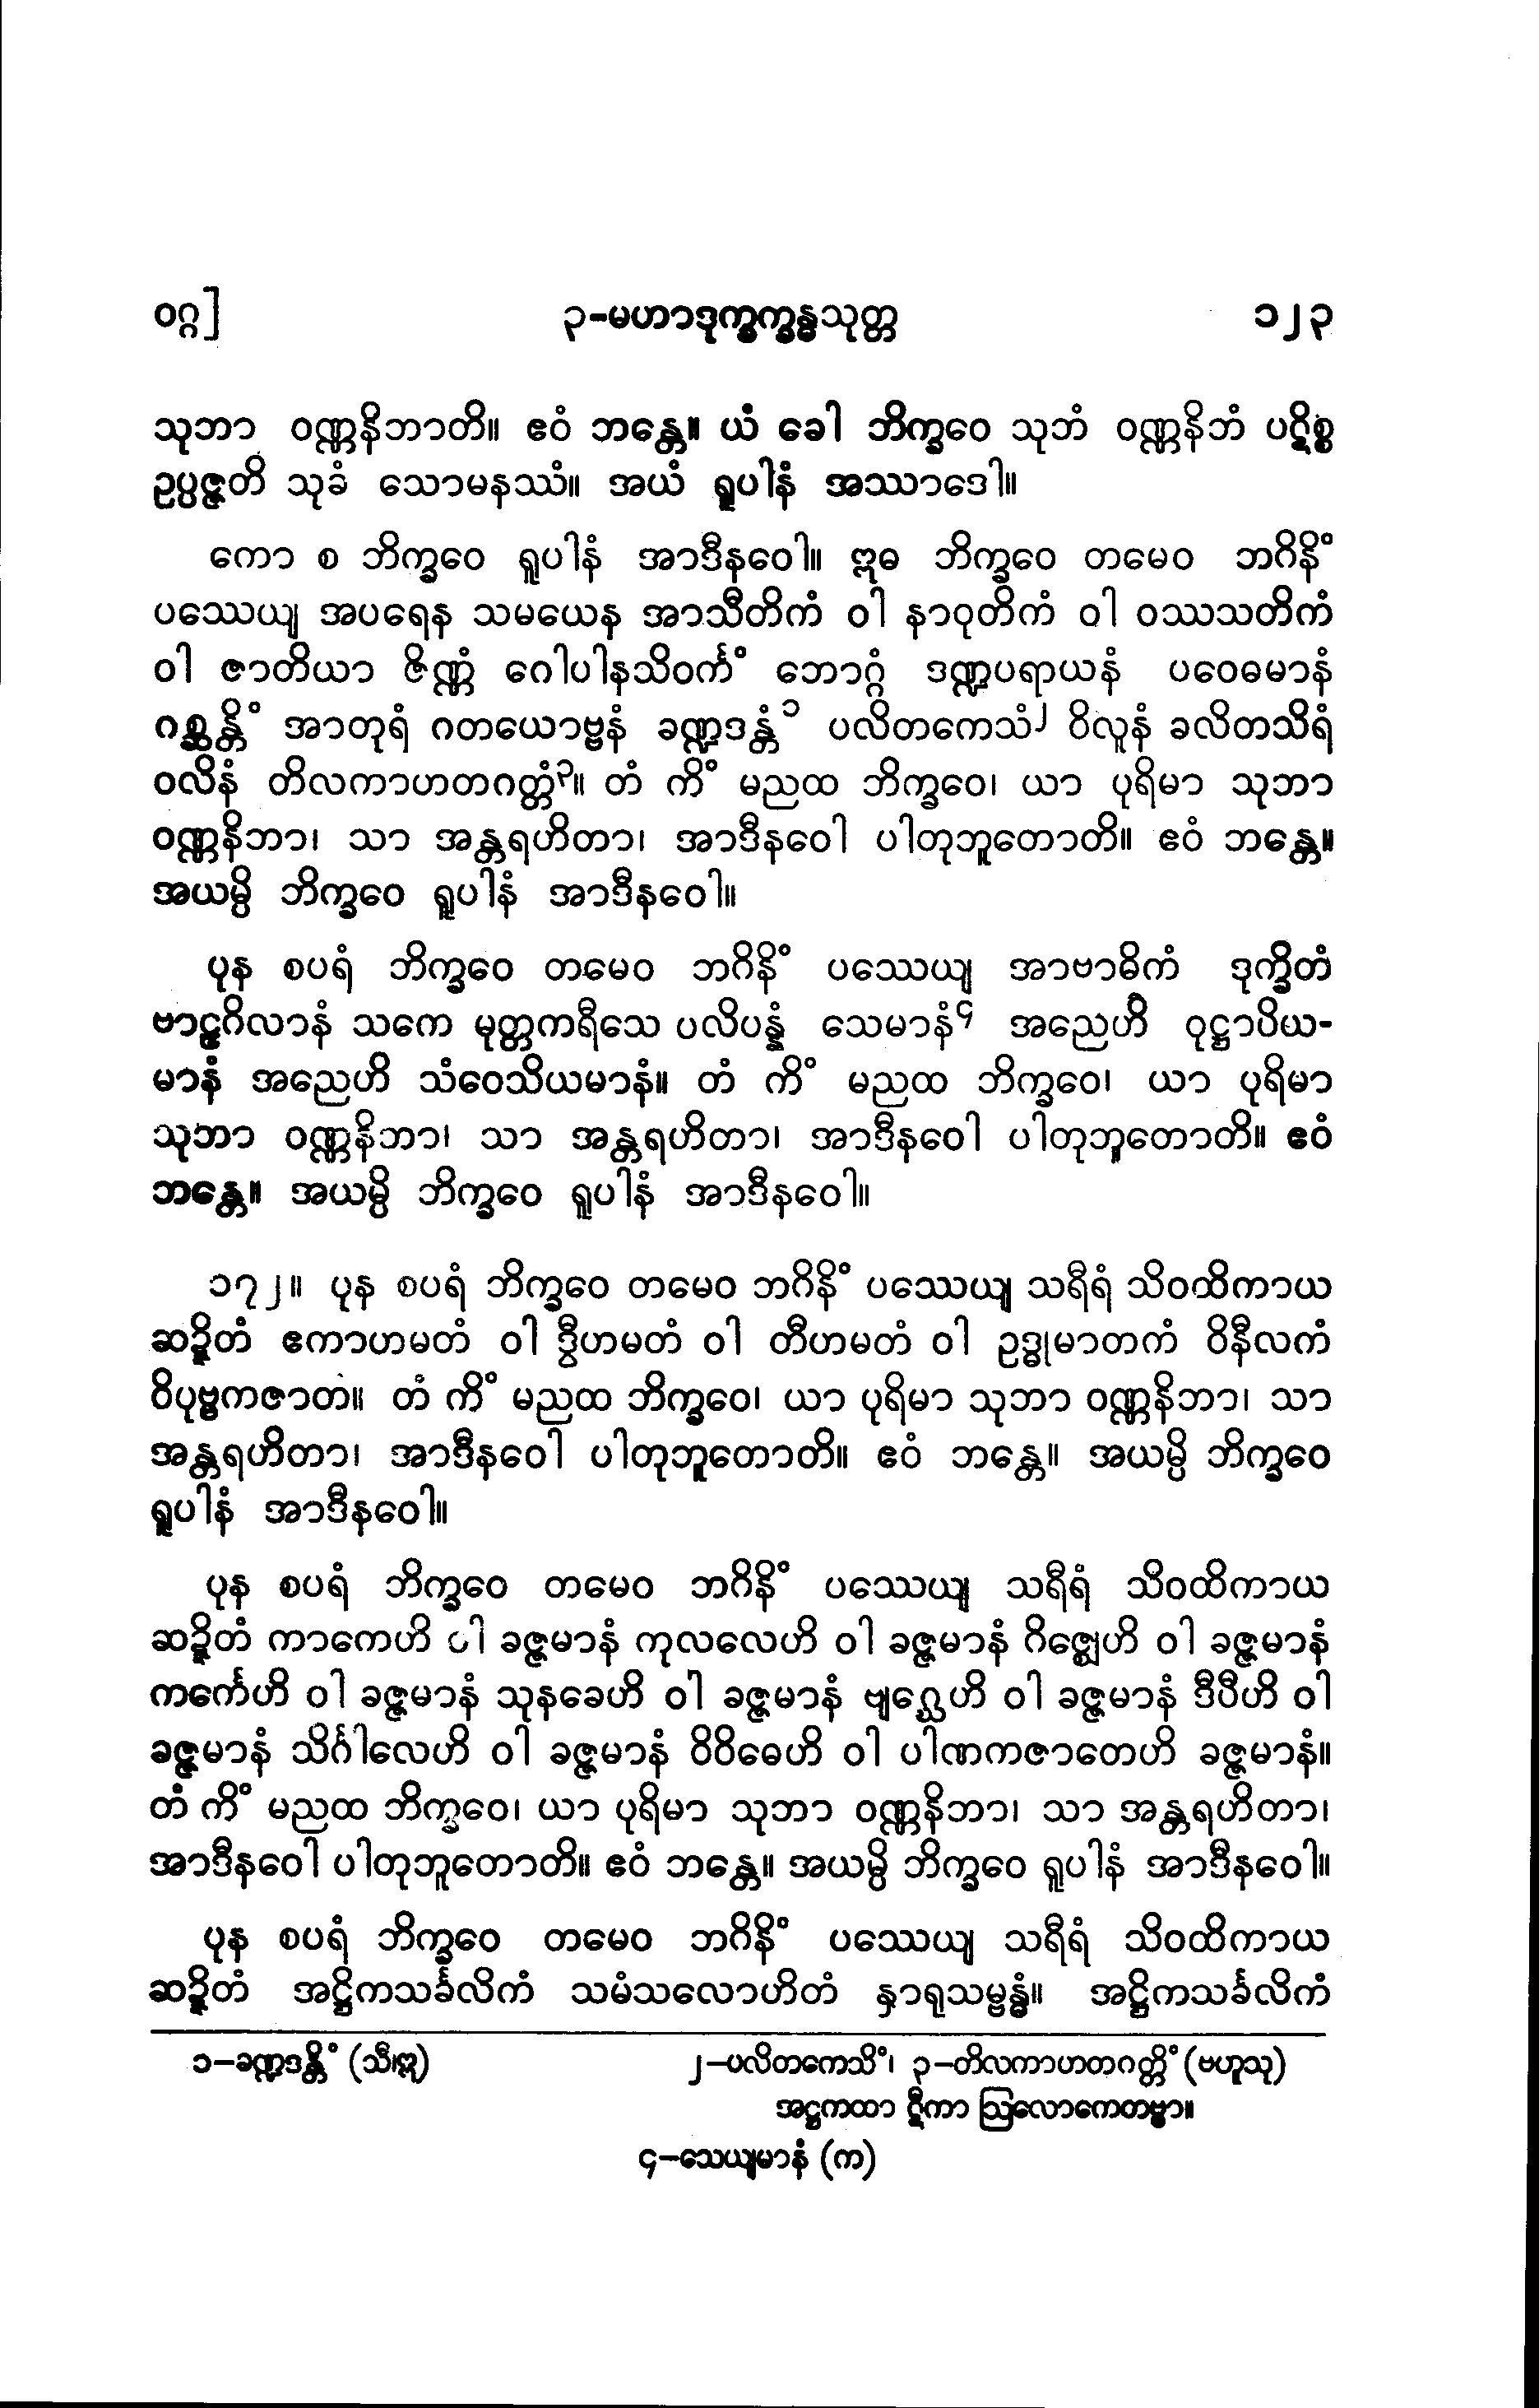 ဝဂ္ဂ] ၃-မဟာဒုက္ခက္ခန္ဓသုတ္တ ၁၂၃
သုဘာ ဝဏ္ဏနိဘာတိ။ ဧဝံ ဘန္တေ။ ယံ ခေါ ဘိက္ခဝေ သုဘံ ဝဏ္ဏနိဘံ ပဋိစ္စ
ဥပ္ပဇ္ဇတိ သုခံ သောမနဿံ။ အယံ ရူပါနံ အဿာဒေါ။
ကော စ ဘိက္ခဝေ ရူပါနံ အာဒီနဝေါ။ ဣဓ ဘိက္ခဝေ တမေဝ ဘဂိနိံ
ပဿေယျ အပရေန သမယေန အာသီတိကံ ဝါ နာဝုတိကံ ဝါ ဝဿသတိကံ
ဝါ ဇာတိယာ ဇိဏ္ဏံ ဂေါပါနသိဝင်္ကံ ဘောဂ္ဂံ ဒဏ္ဍပရာယနံ ပဝေဓမာနံ
ဂစ္ဆန္တိံ အာတုရံ ဂတယောဗ္ဗနံ ခဏ္ဍဒန္တံ၁ ပလိတကေသံ၂ ဝိလူနံ ခလိတသိရံ
ဝလိနံ တိလကာဟတဂတ္တံ၃။ တံ ကိံ မညထ ဘိက္ခဝေ၊ ယာ ပုရိမာ သုဘာ
ဝဏ္ဏနိဘာ၊ သာ အန္တရဟိတာ၊ အာဒီနဝေါ ပါတုဘူတောတိ။ ဧဝံ ဘန္တေ။
အယမ္ပိ ဘိက္ခဝေ ရူပါနံ အာဒီနဝေါ။
ပုန စပရံ ဘိက္ခဝေ တမေဝ ဘဂိနိံ ပဿေယျ အာဗာဓိကံ ဒုက္ခိတံ
ဗာဠှဂိလာနံ သကေ မုတ္တကရီသေ ပလိပန္နံ သေမာနံ၄ အညေဟိ ဝုဋ္ဌာပိယ-
မာနံ အညေဟိ သံဝေသိယမာနံ။ တံ ကိံ မညထ ဘိက္ခဝေ၊ ယာ ပုရိမာ
သုဘာ ဝဏ္ဏနိဘာ၊ သာ အန္တရဟိတာ၊ အာဒီနဝေါ ပါတုဘူတောတိ။ ဧဝံ
ဘန္တေ။ အယမ္ပိ ဘိက္ခဝေ ရူပါနံ အာဒီနဝေါ။
၁၇၂။ ပုန စပရံ ဘိက္ခဝေ တမေဝ ဘဂိနိံ ပဿေယျ သရီရံ သိဝထိကာယ
ဆဍ္ဍိတံ ဧကာဟမတံ ဝါ ဒွီဟမတံ ဝါ တီဟမတံ ဝါ ဥဒ္ဓုမာတကံ ဝိနီလကံ
ဝိပုဗ္ဗကဇာတံ။ တံ ကိံ မညထ ဘိက္ခဝေ၊ ယာ ပုရိမာ သုဘာ ဝဏ္ဏနိဘာ၊ သာ
အန္တရဟိတာ၊ အာဒီနဝေါ ပါတုဘူတောတိ။ ဧဝံ ဘန္တေ။ အယမ္ပိ ဘိက္ခဝေ
ရူပါနံ အာဒီနဝေါ။
ပုန စပရံ ဘိက္ခဝေ တမေဝ ဘဂိနိံ ပဿေယျ သရီရံ သိဝထိကာယ
ဆဍ္ဍိတံ ကာကေဟိ ဝါ ခဇ္ဇမာနံ ကုလလေဟိ ဝါ ခဇ္ဇမာနံ ဂိဇ္ဈေဟိ ဝါ ခဇ္ဇမာနံ
ကင်္ကေဟိ ဝါ ခဇ္ဇမာနံ သုနခေဟိ ဝါ ခဇ္ဇမာနံ ဗျဂ္ဃေဟိ ဝါ ခဇ္ဇမာနံ ဒီပီဟိ ဝါ
ခဇ္ဇမာနံ သိင်္ဂါလေဟိ ဝါ ခဇ္ဇမာနံ ဝိဝိဓေဟိ ဝါ ပါဏကဇာတေဟိ ခဇ္ဇမာနံ။
တံ ကိံ မညထ ဘိက္ခဝေ၊ ယာ ပုရိမာ သုဘာ ဝဏ္ဏနိဘာ၊ သာ အန္တရဟိတာ၊
အာဒီနဝေါ ပါတုဘူတောတိ။ ဧဝံ ဘန္တေ။ အယမ္ပိ ဘိက္ခဝေ ရူပါနံ အာဒီနဝေါ။
ပုန စပရံ ဘိက္ခဝေ တမေဝ ဘဂိနိံ ပဿေယျ သရီရံ သိဝထိကာယ
ဆဍ္ဍိတံ အဋ္ဌိကသင်္ခလိကံ သမံသလောဟိတံ နှာရုသမ္ဗန္ဓံ။ အဋ္ဌိကသင်္ခလိကံ
၁-ခဏ္ဍဒန္တိံ (သီ၊ဣ) ၂-ပလိတကေသိံ၊ ၃-တိလကာဟတဂတ္တိံ (ဗဟူသု)
အဋ္ဌကထာ ဋီကာ ဩလောကေတဗ္ဗာ။
၄-သေယျမာနံ (က)